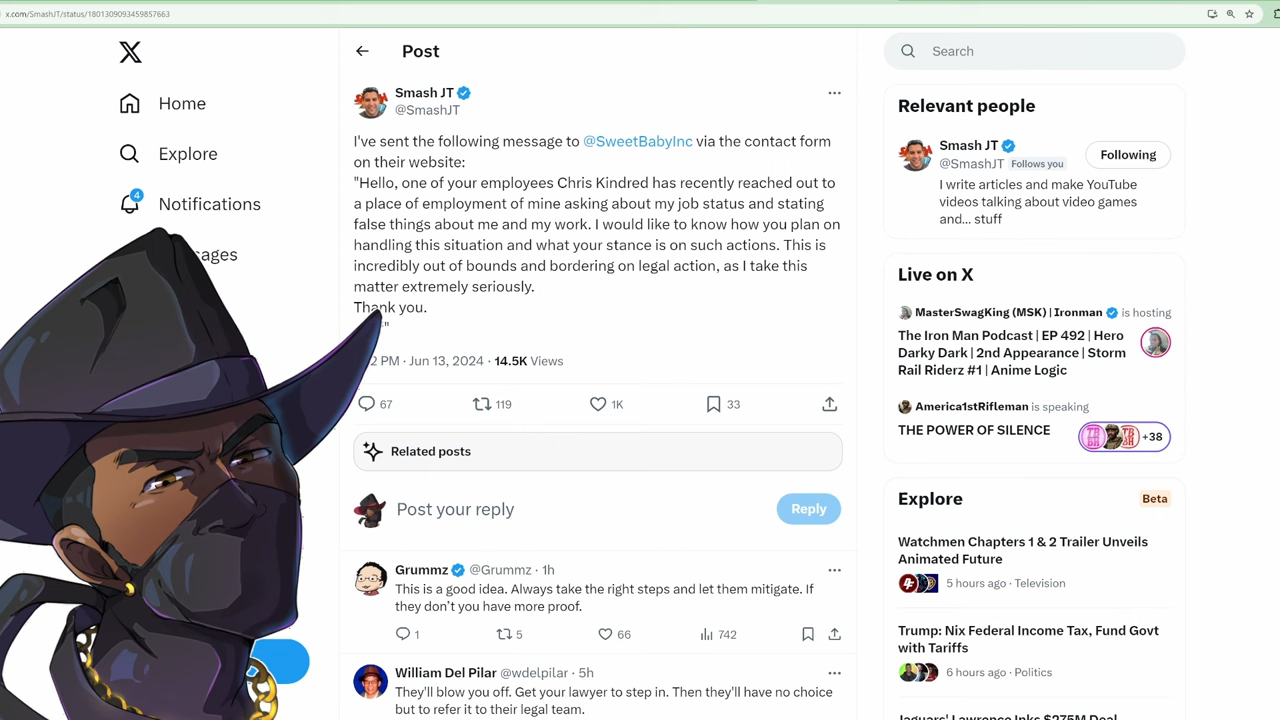 x.com/SmashJT/status/1801309093459857663
Home
Explore
4
Notifications
Post
Smash JT
@SmashJT
I've sent the following message to @SweetBabyInc via the contact form
on their website:
"Hello, one of your employees Chris Kindred has recently reached out to
a place of employment of mine asking about my job status and stating
false things about me and my work. I would like to know how you plan on
handling this situation and what your stance is on such actions. This is
incredibly out of bounds and bordering on legal action, as I take this
matter extremely seriously.
Thank you.
"
PM · Jun 13, 2024 · 14.5K Views
67
119
1K
33
Related posts
Post your reply
Reply
Grummz @Grummz · 1h
This is a good idea. Always take the right steps and let them mitigate. If
they don't you have more proof.
1
5
66
742
William Del Pilar @wdelpilar · 5h
They'll blow you off. Get your lawyer to step in. Then they'll have no choice
but to refer it to their legal team.
Search
Relevant people
Smash JT
@SmashJT Follows you
Following
I write articles and make YouTube
videos talking about video games
and... stuff
Live on X
MasterSwagKing (MSK) | Ironman is hosting
The Iron Man Podcast | EP 492 | Hero
Darky Dark | 2nd Appearance | Storm
Rail Riderz #1 | Anime Logic
America1stRifleman is speaking
THE POWER OF SILENCE
+38
Explore
Beta
Watchmen Chapters 1 & 2 Trailer Unveils
Animated Future
5 hours ago · Television
Trump: Nix Federal Income Tax, Fund Govt
with Tariffs
6 hours ago · Politics
Jaguars' Lawrence Inks $275M Deal